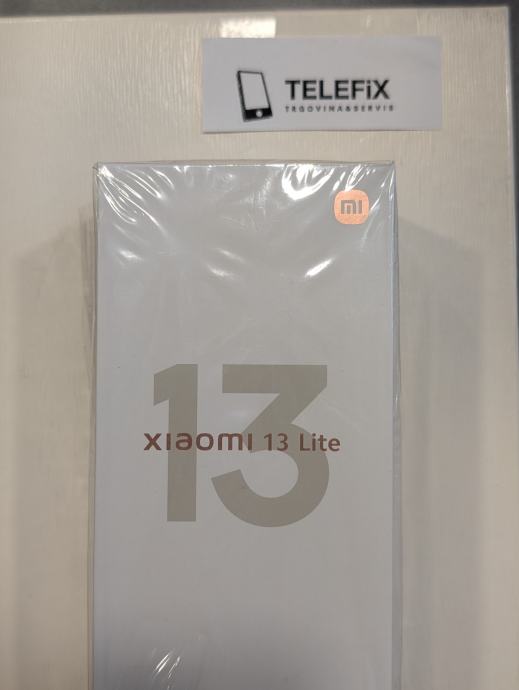 TELEFiX
TRGOVINA&SERVIS
mi
13
xiaomi 13 Lite